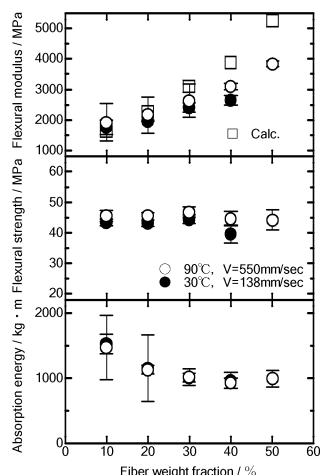 Flexural modulus / MPa
5000
4000
3000
2000
1000
Calc.
Flexural strength / MPa
60
50
40
30
20
90℃, V=550mm/sec
30℃, V=138mm/sec
Absorption energy / kg・m
2000
1000
0
0 10 20 30 40 50 60
Fiber weight fraction / %